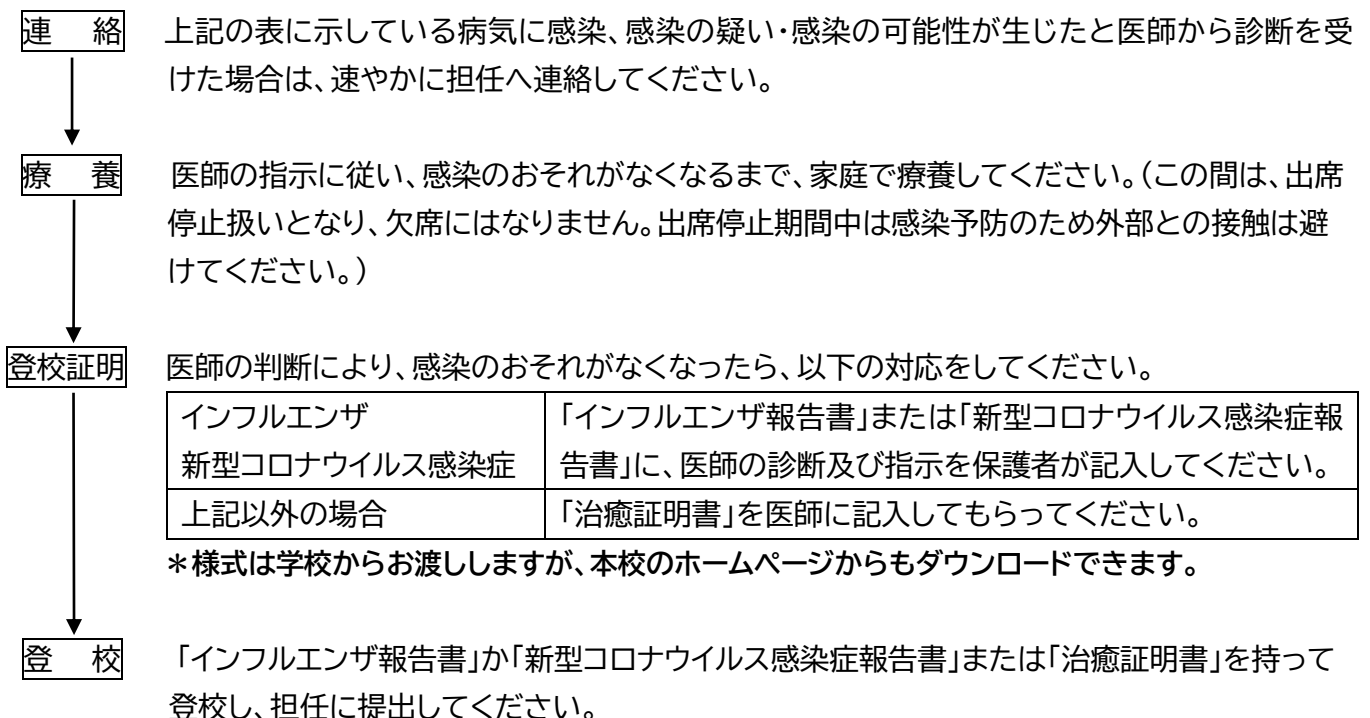 連　絡　上記の表に示している病気に感染、感染の疑い・感染の可能性が生じたと医師から診断を受
けた場合は、速やかに担任へ連絡してください。
療　養　医師の指示に従い、感染のおそれがなくなるまで、家庭で療養してください。（この間は、出席
停止扱いとなり、欠席にはなりません。出席停止期間中は感染予防のため外部との接触は避
けてください。）
登校証明　医師の判断により、感染のおそれがなくなったら、以下の対応をしてください。
インフルエンザ　「インフルエンザ報告書」または「新型コロナウイルス感染症報
新型コロナウイルス感染症　告書」に、医師の診断及び指示を保護者が記入してください。
上記以外の場合　「治癒証明書」を医師に記入してもらってください。
＊様式は学校からお渡ししますが、本校のホームページからもダウンロードできます。
登　校　「インフルエンザ報告書」か「新型コロナウイルス感染症報告書」または「治癒証明書」を持って
登校し、担任に提出してください。